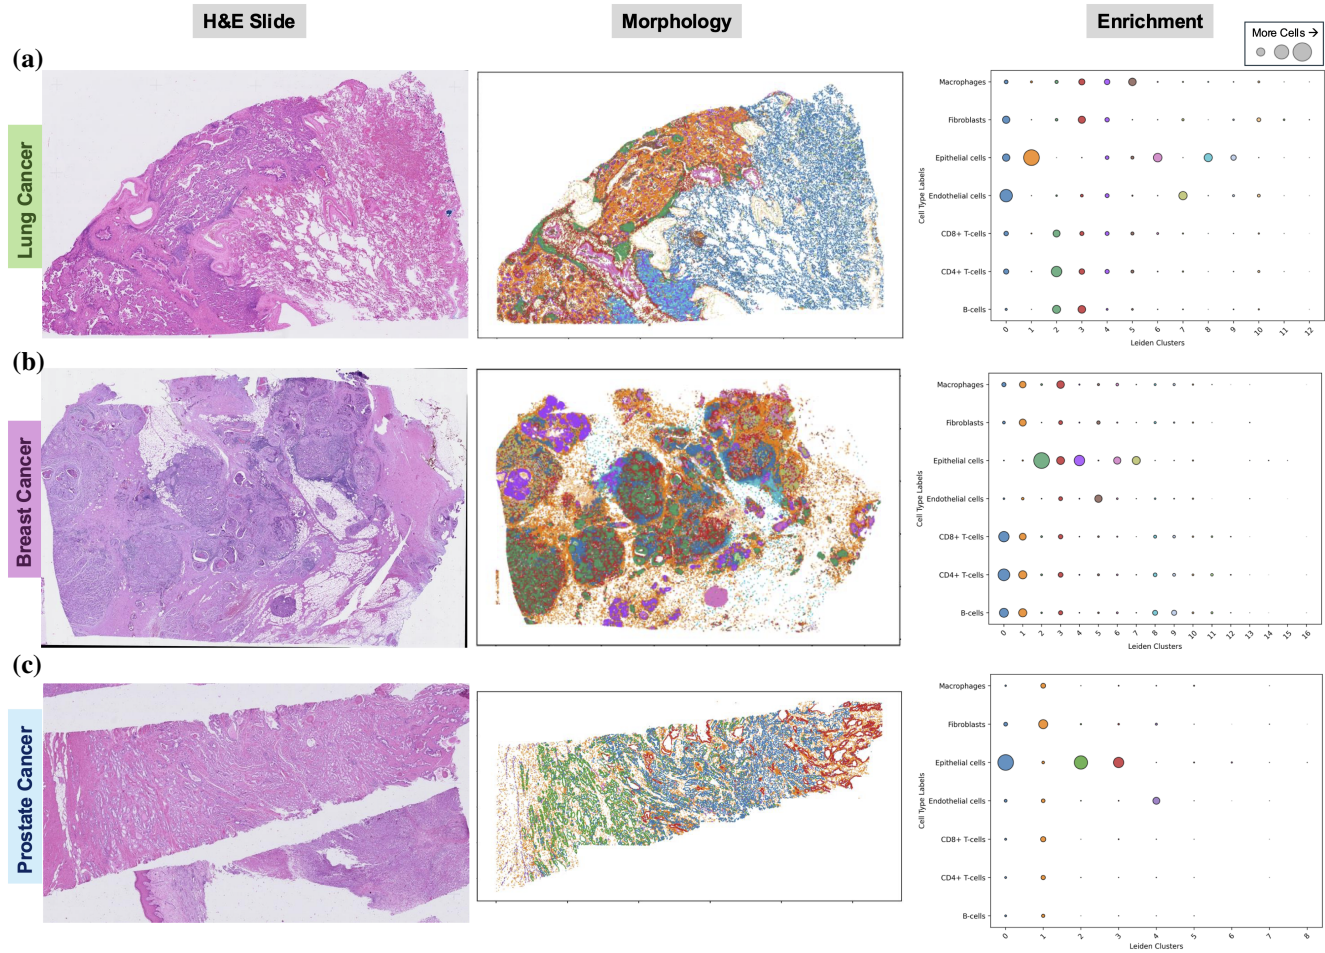 H&E Slide
Morphology
Enrichment
More Cells →
(a)
Lung Cancer
Cell Type Labels
Macrophages
Fibroblasts
Epithelial cells
Endothelial cells
CD8+ T-cells
CD4+ T-cells
B-cells
0 1 2 3 4 5 6 7 8 9 10 11 12
Leiden Clusters
(b)
Breast Cancer
Cell Type Labels
Macrophages
Fibroblasts
Epithelial cells
Endothelial cells
CD8+ T-cells
CD4+ T-cells
B-cells
0 1 2 3 4 5 6 7 8 9 10 11 12 13 14 15 16
Leiden Clusters
(c)
Prostate Cancer
Cell Type Labels
Macrophages
Fibroblasts
Epithelial cells
Endothelial cells
CD8+ T-cells
CD4+ T-cells
B-cells
0 1 2 3 4 5 6 7 8
Leiden Clusters